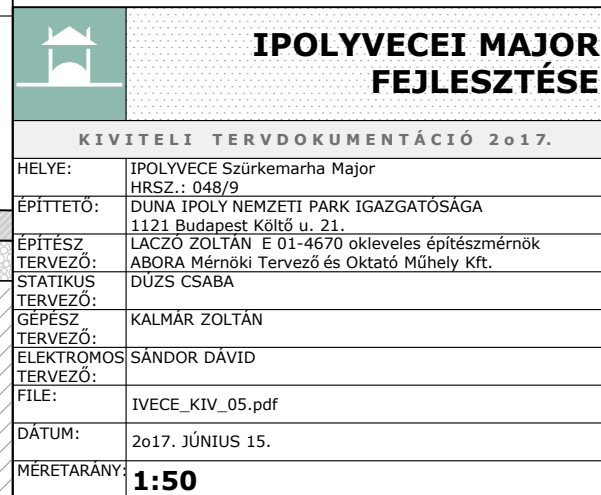 IPOLYVECEI MAJOR
FEJLESZTÉSE
KIVITELI TERVDOKUMENTÁCIÓ 2o17.
HELYE: IPOLYVECE Szürkemarha Major
HRSZ.: 048/9
ÉPÍTTETŐ: DUNA IPOLY NEMZETI PARK IGAZGATÓSÁGA
1121 Budapest Költő u. 21.
ÉPÍTÉSZ LACZÓ ZOLTÁN E 01-4670 okleveles építészmérnök
TERVEZŐ: ABORA Mérnöki Tervező és Oktató Műhely Kft.
STATIKUS DÚZS CSABA
TERVEZŐ:
GÉPÉSZ KALMÁR ZOLTÁN
TERVEZŐ:
ELEKTROMOS SÁNDOR DÁVID
TERVEZŐ:
FILE: IVECE_KIV_05.pdf
DÁTUM: 2o17. JÚNIUS 15.
MÉRETARÁNY: 1:50